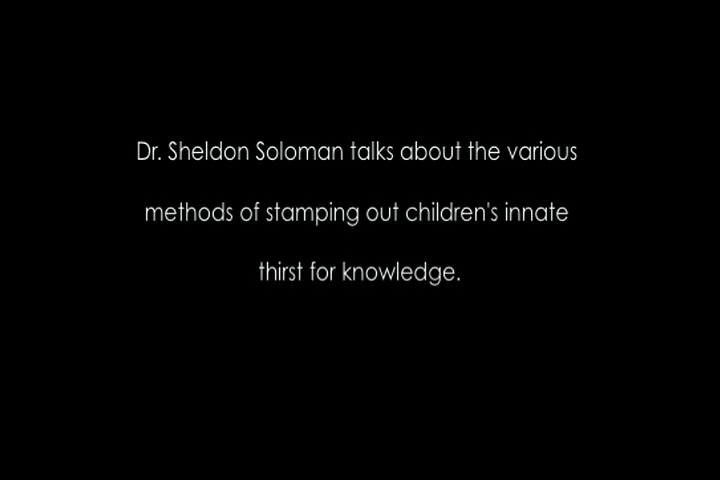 Dr. Sheldon Soloman talks about the various
methods of stamping out children's innate
thirst for knowledge.